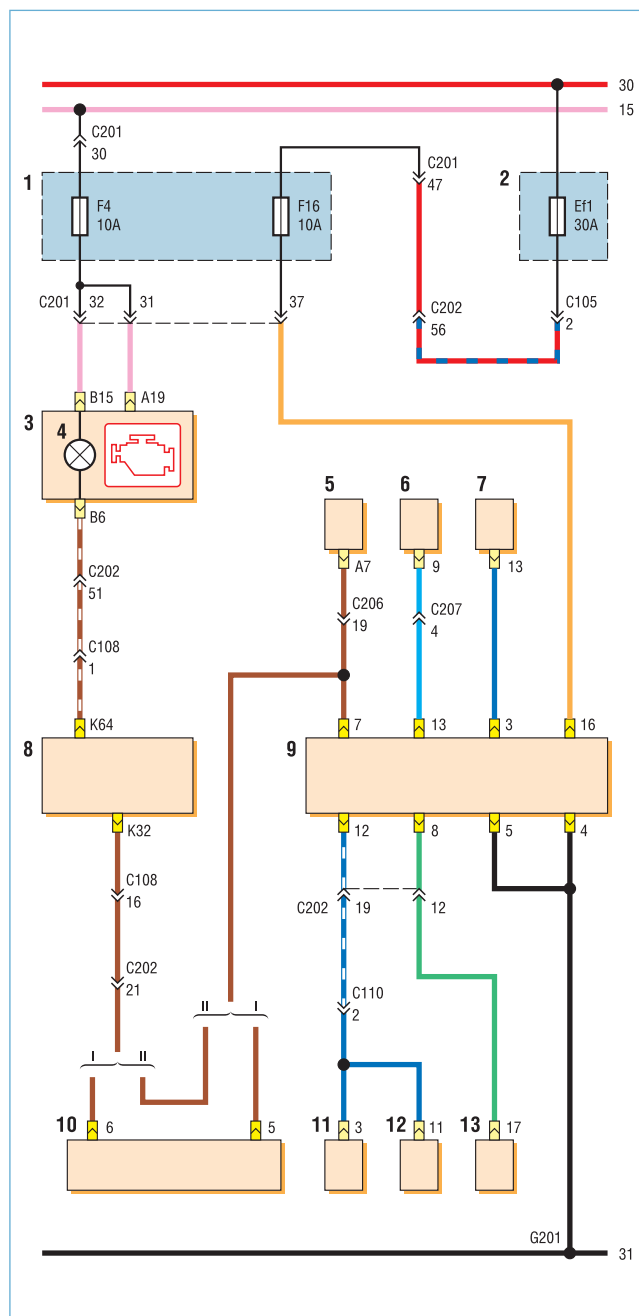 30
15
C201
30
1
F4
10A
F16
10A
C201
47
2
Ef1
30A
C201 32 31 37
C202
56
C105
2
B15 A19
3
4
B6
5
6
7
A7 9 13
C202
51
C206
19
C207
4
C108
1
K64 7 13 3 16
8
9
K32 12 8 5 4
C108
16
C202 19 12
C202
21
C110
2
II I
I II
10 6 5 11 3 12 11 13 17
G201
31